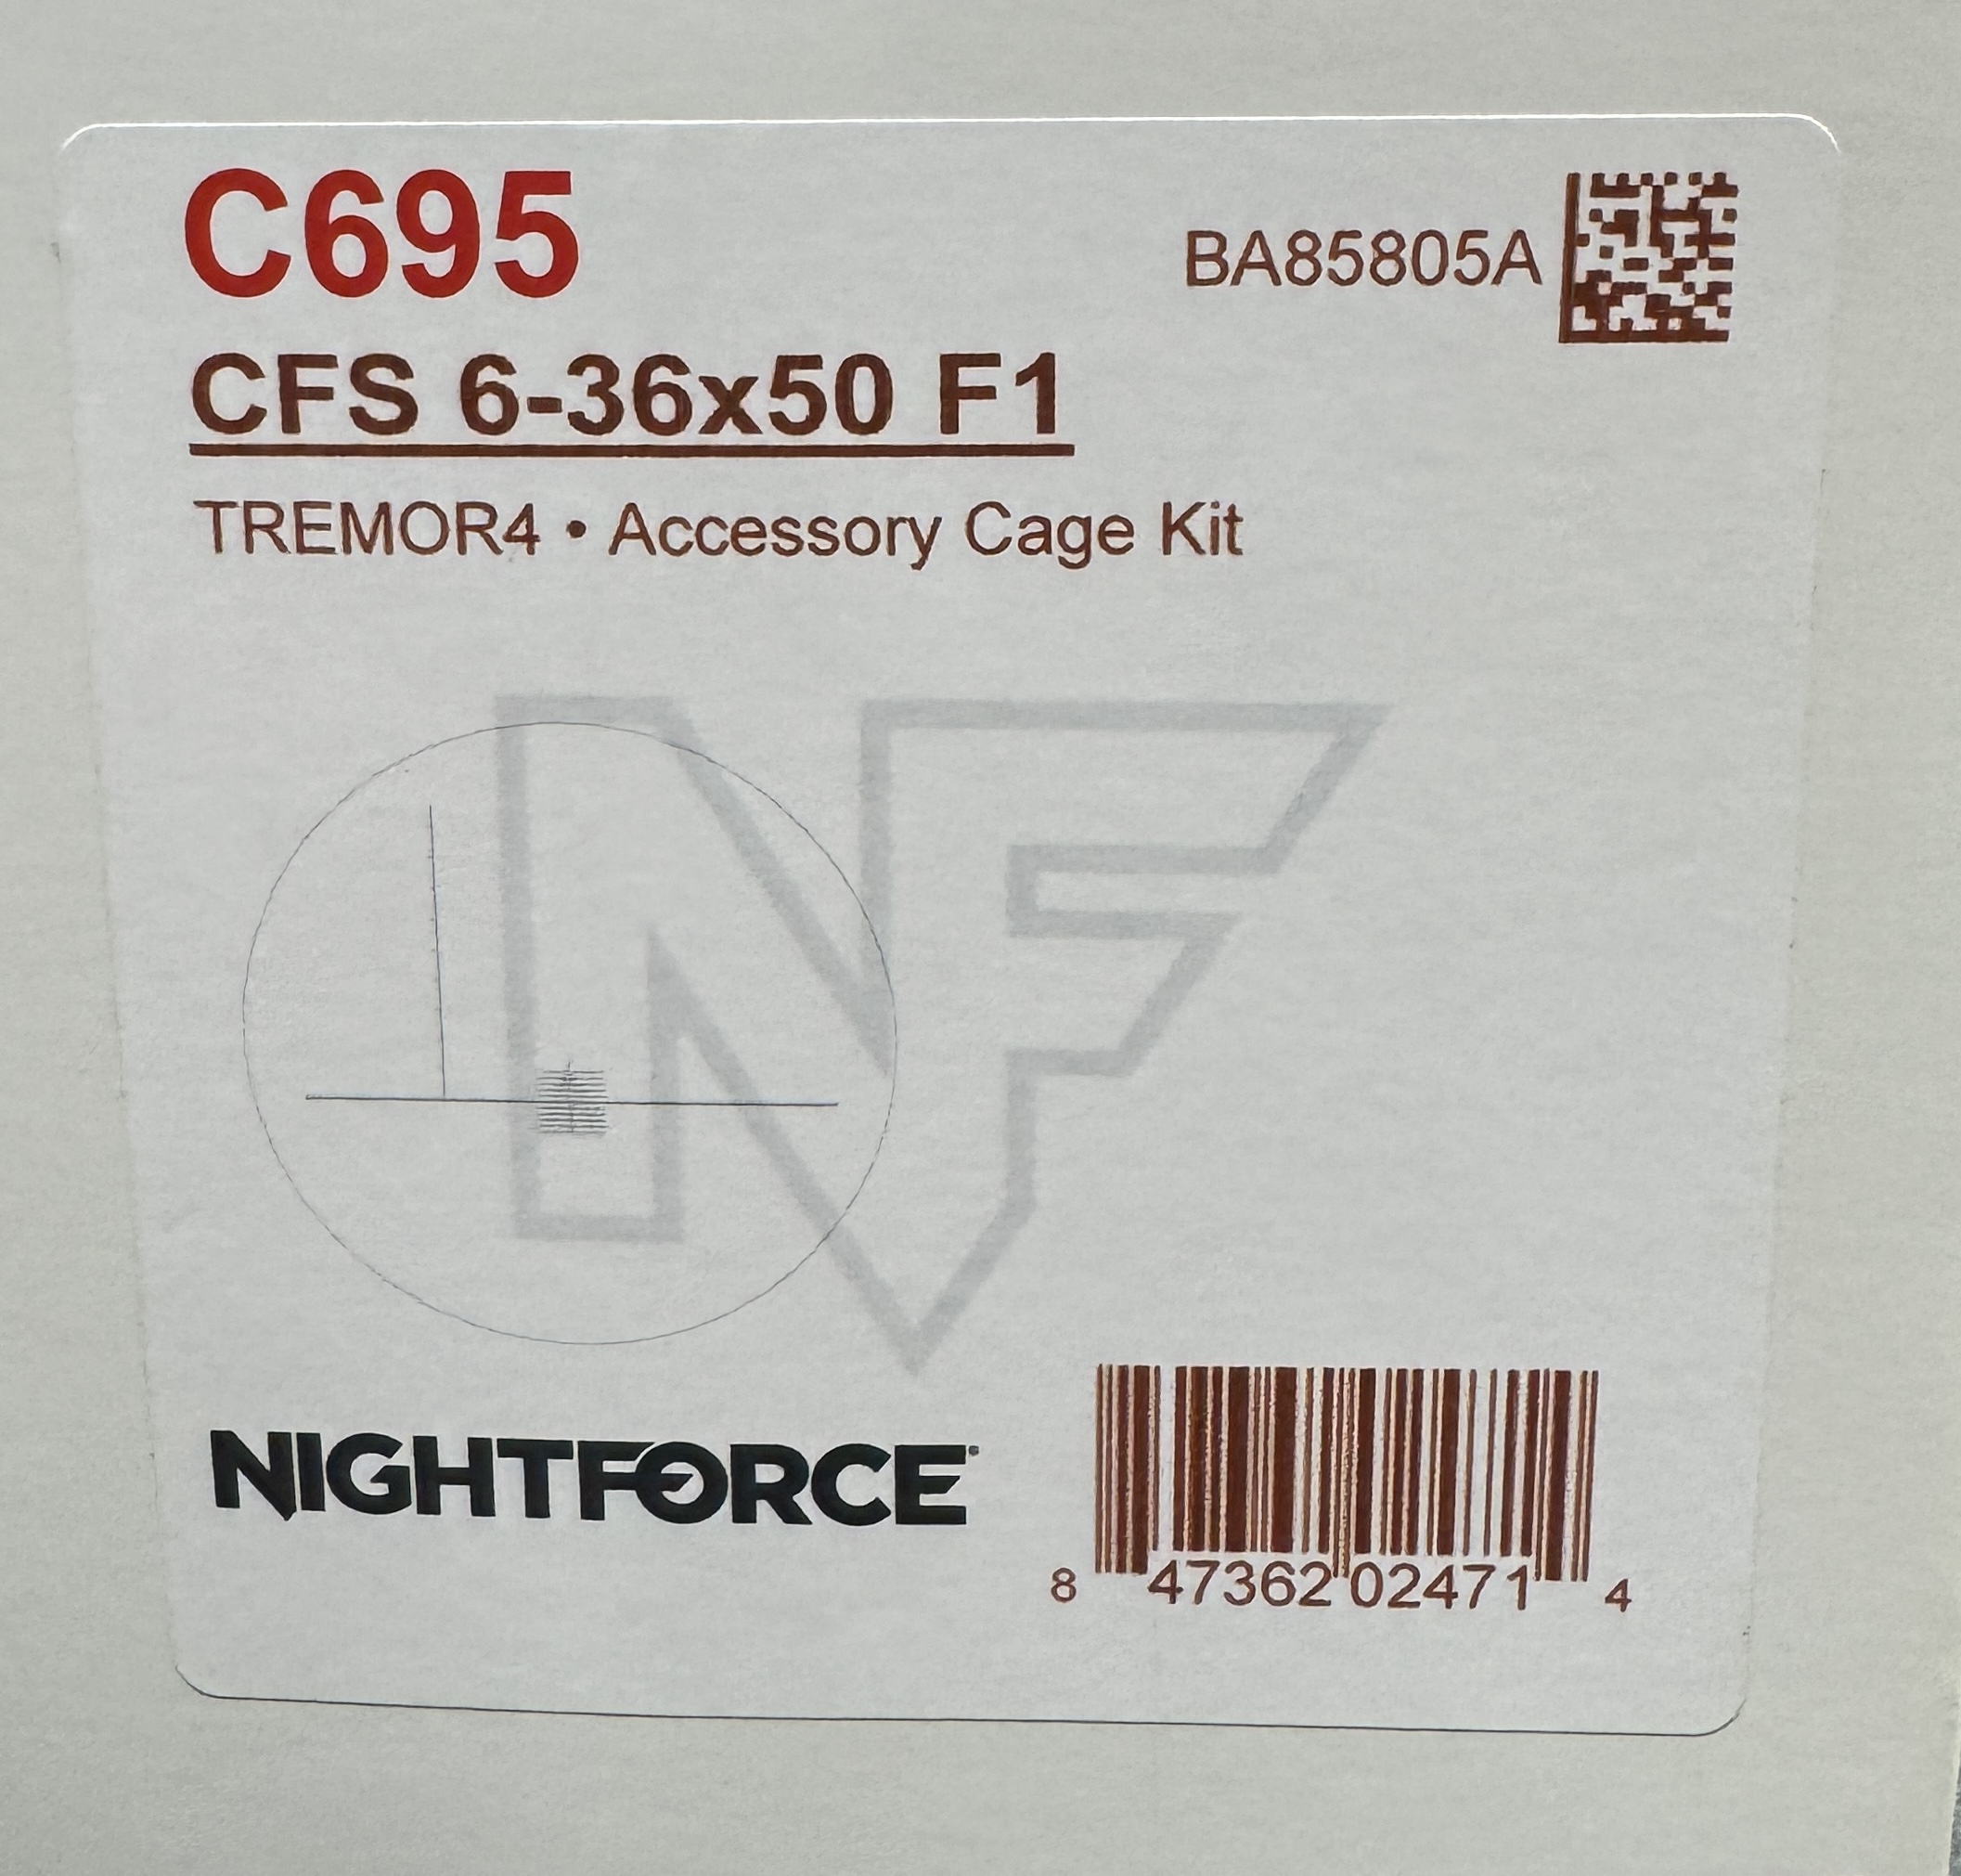 C695
BA85805A
CFS 6-36x50 F1
TREMOR4 • Accessory Cage Kit
NF
NIGHTFORCE
8 47362 02471 4